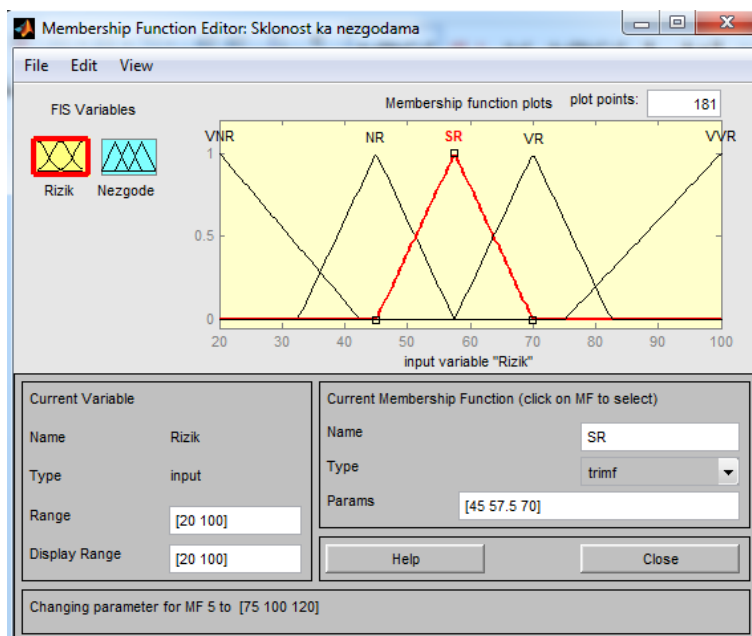 Membership Function Editor: Sklonost ka nezgodama
File Edit View
FIS Variables
Membership function plots plot points: 181
Rizik Nezgode
VNR NR SR VR VVR
1
0.5
0
20 30 40 50 60 70 80 90 100
input variable "Rizik"
Current Variable
Name Rizik
Type input
Range [20 100]
Display Range [20 100]
Current Membership Function (click on MF to select)
Name SR
Type trimf
Params [45 57.5 70]
Help Close
Changing parameter for MF 5 to [75 100 120]